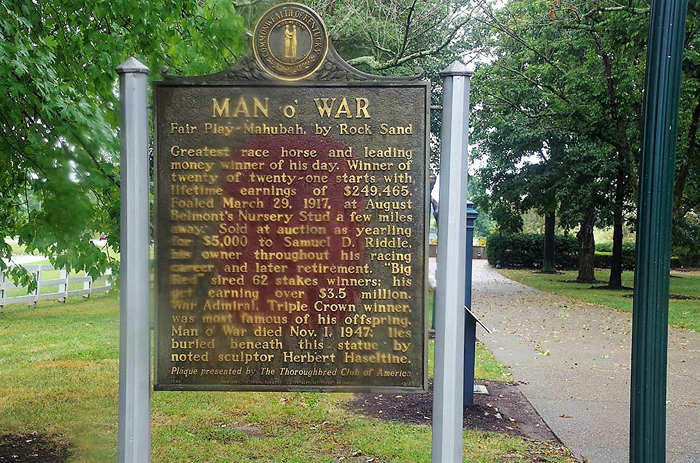 COMMONWEALTH OF KENTUCKY
MAN o' WAR
Fair Play-Mahubah, by Rock Sand
Greatest race horse and leading
money winner of his day. Winner of
twenty of twenty-one starts with
lifetime earnings of $249,465.
Foaled March 29, 1917, at August
Belmont's Nursery Stud a few miles
away. Sold at auction as yearling
for $5,000 to Samuel D. Riddle,
his owner throughout his racing
career and later retirement. "Big
Red" sired 62 stakes winners; his
get earning over $3.5 million.
War Admiral, Triple Crown winner,
was most famous of his offspring.
Man o' War died Nov. 1, 1947; lies
buried beneath this statue by
noted sculptor Herbert Haseltine.
Plaque presented by The Thoroughbred Club of America